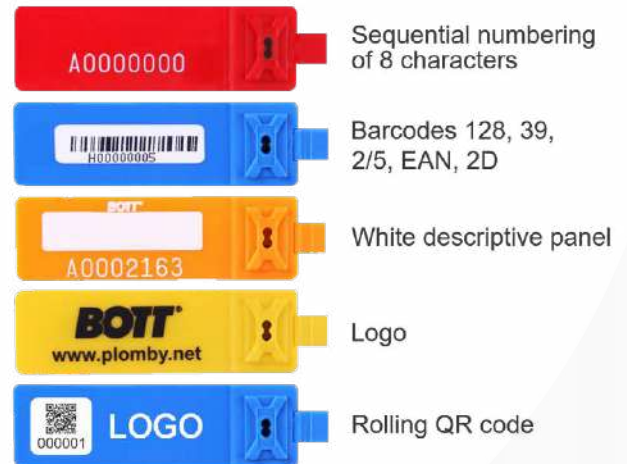 A0000000
Sequential numbering
of 8 characters
H00000005
Barcodes 128, 39,
2/5, EAN, 2D
BOTT
A0002163
White descriptive panel
BOTT
www.plomby.net
Logo
000001
LOGO
Rolling QR code